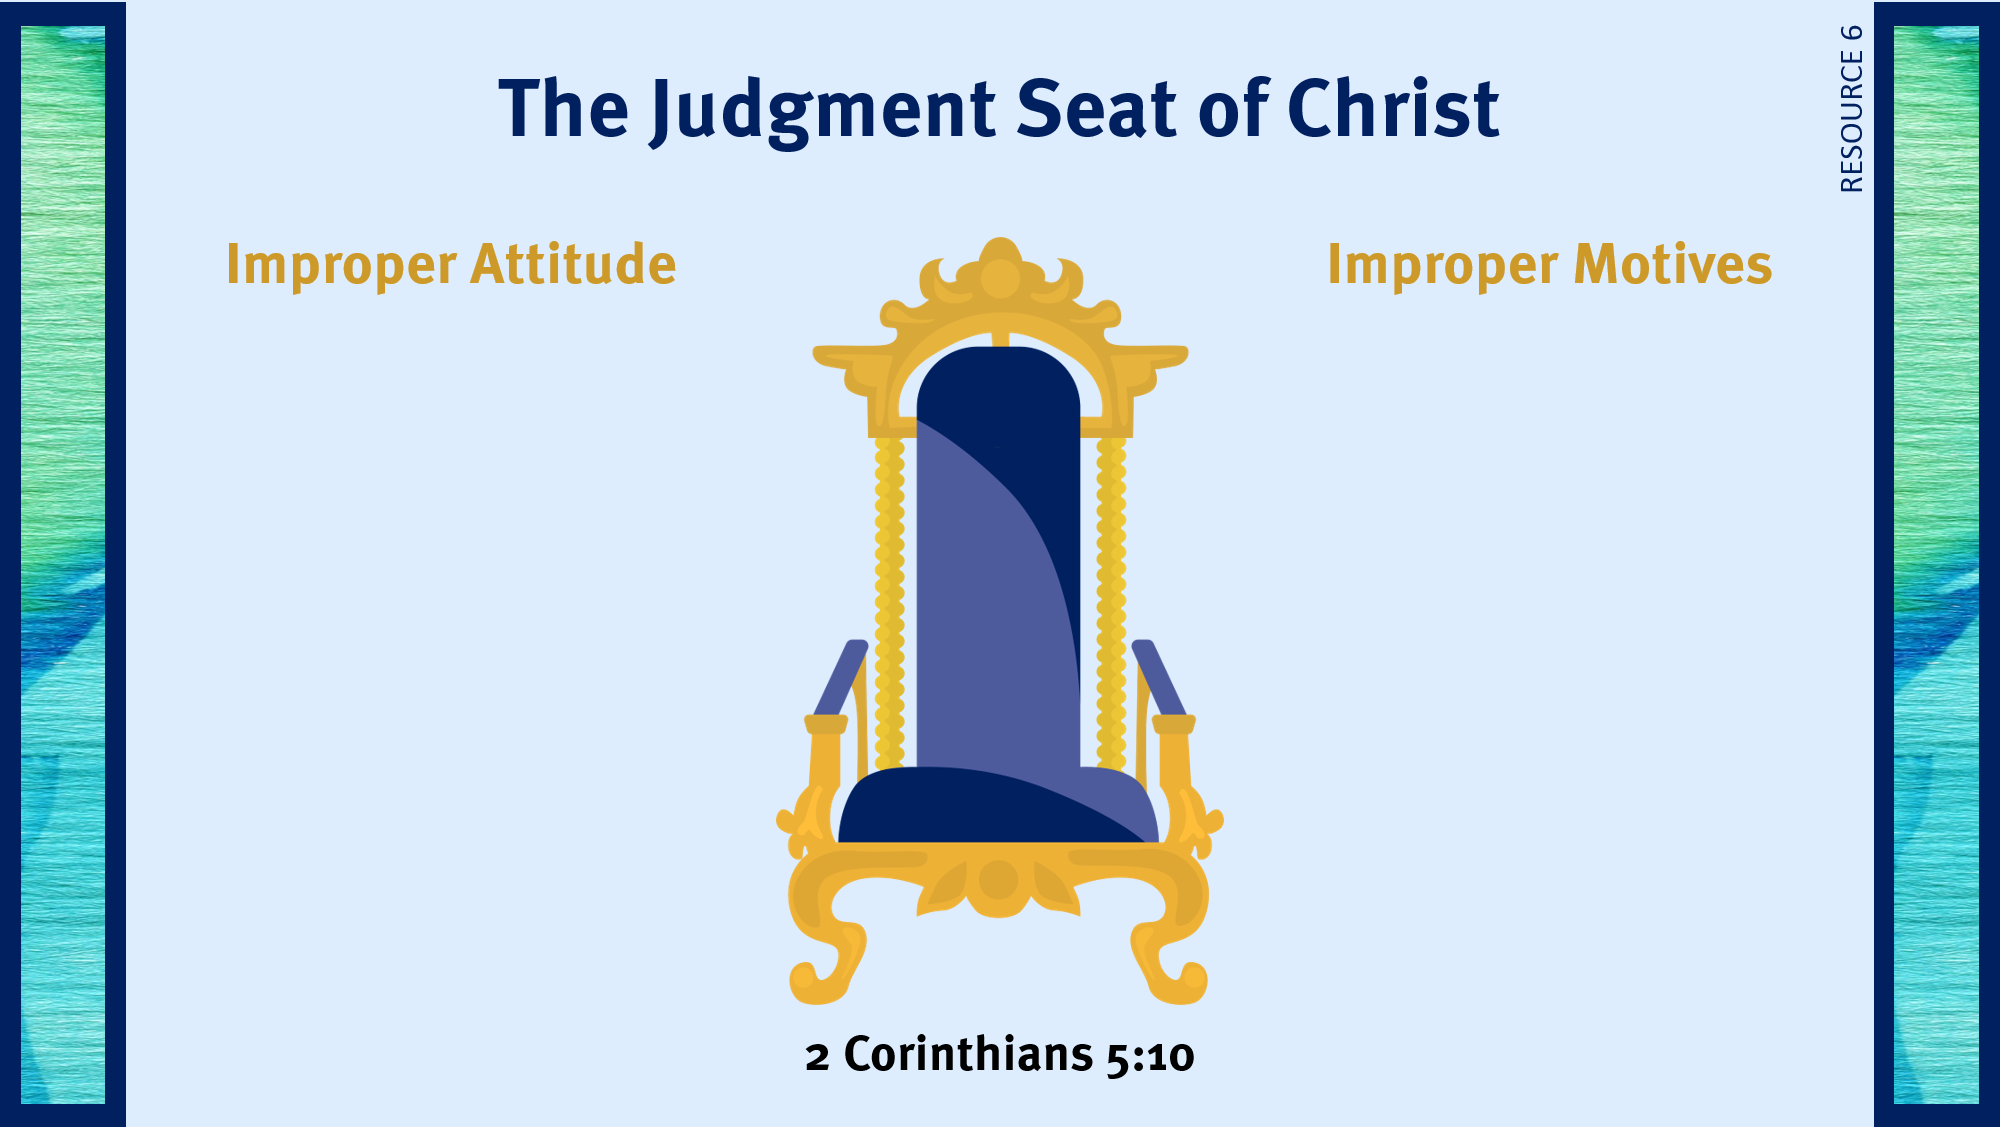 The Judgment Seat of Christ
RESOURCE 6
Improper Attitude
Improper Motives
2 Corinthians 5:10